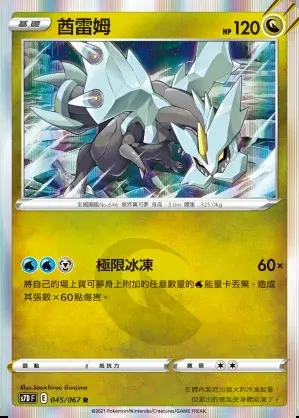 基礎 酋雷姆 HP 120
全國圖鑑No.646 境界寶可夢 身高：3.0m 體重：325.0kg
極限冰凍 60×
將自己的場上寶可夢身上附加的任意數量的能量卡丟棄，造成
其張數×60點傷害。
弱點 抵抗力 撤退
illus.Saochirou Gunjima
S7D F E 045/067 R
©2021 Pokémon/Nintendo/Creatures/GAME FREAK.